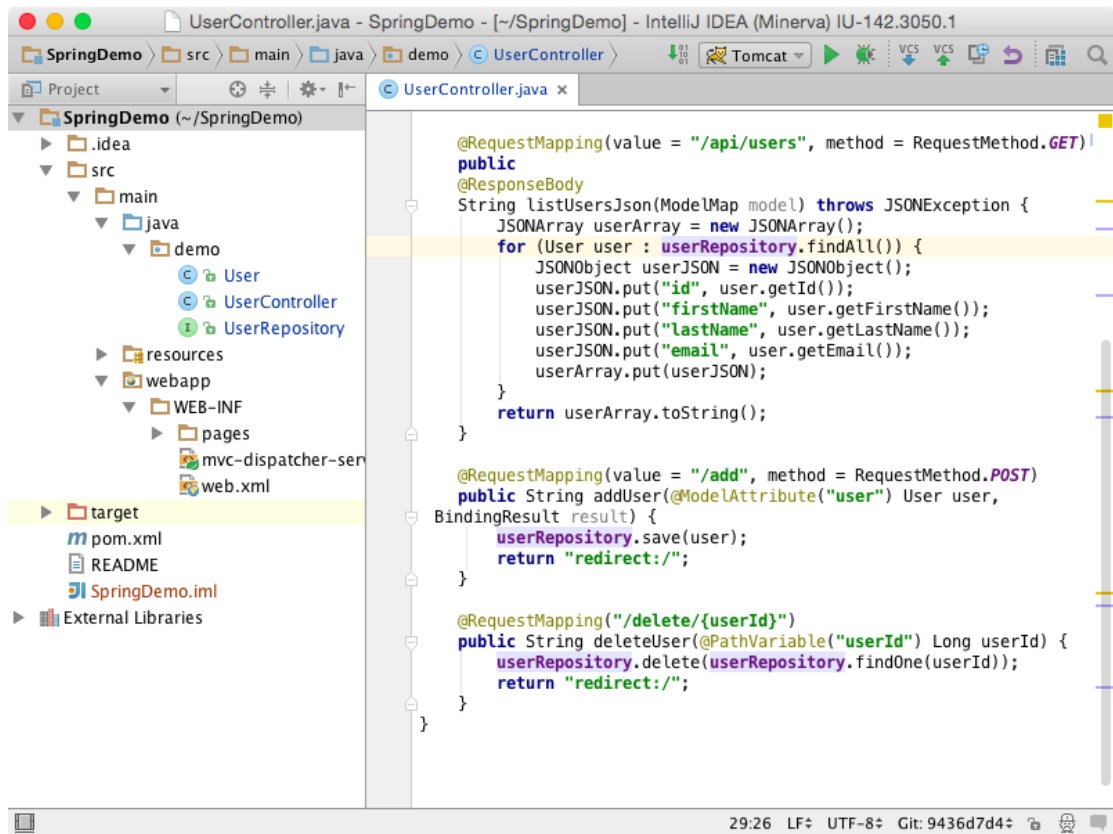 UserController.java - SpringDemo - [~/SpringDemo] - IntelliJ IDEA (Minerva) IU-142.3050.1
SpringDemo src main java demo C UserController Tomcat VCS VCS
Project
C UserController.java ×
SpringDemo (~/SpringDemo)
.idea
src
main
java
demo
C User
C UserController
I UserRepository
resources
webapp
WEB-INF
pages
mvc-dispatcher-serv
web.xml
target
m pom.xml
README
SpringDemo.iml
External Libraries
@RequestMapping(value = "/api/users", method = RequestMethod.GET)
public
@ResponseBody
String listUsersJson(ModelMap model) throws JSONException {
JSONArray userArray = new JSONArray();
for (User user : userRepository.findAll()) {
JSONObject userJSON = new JSONObject();
userJSON.put("id", user.getId());
userJSON.put("firstName", user.getFirstName());
userJSON.put("lastName", user.getLastName());
userJSON.put("email", user.getEmail());
userArray.put(userJSON);
}
return userArray.toString();
}
@RequestMapping(value = "/add", method = RequestMethod.POST)
public String addUser(@ModelAttribute("user") User user,
BindingResult result) {
userRepository.save(user);
return "redirect:/";
}
@RequestMapping("/delete/{userId}")
public String deleteUser(@PathVariable("userId") Long userId) {
userRepository.delete(userRepository.findOne(userId));
return "redirect:/";
}
}
29:26 LF UTF-8 Git: 9436d7d4